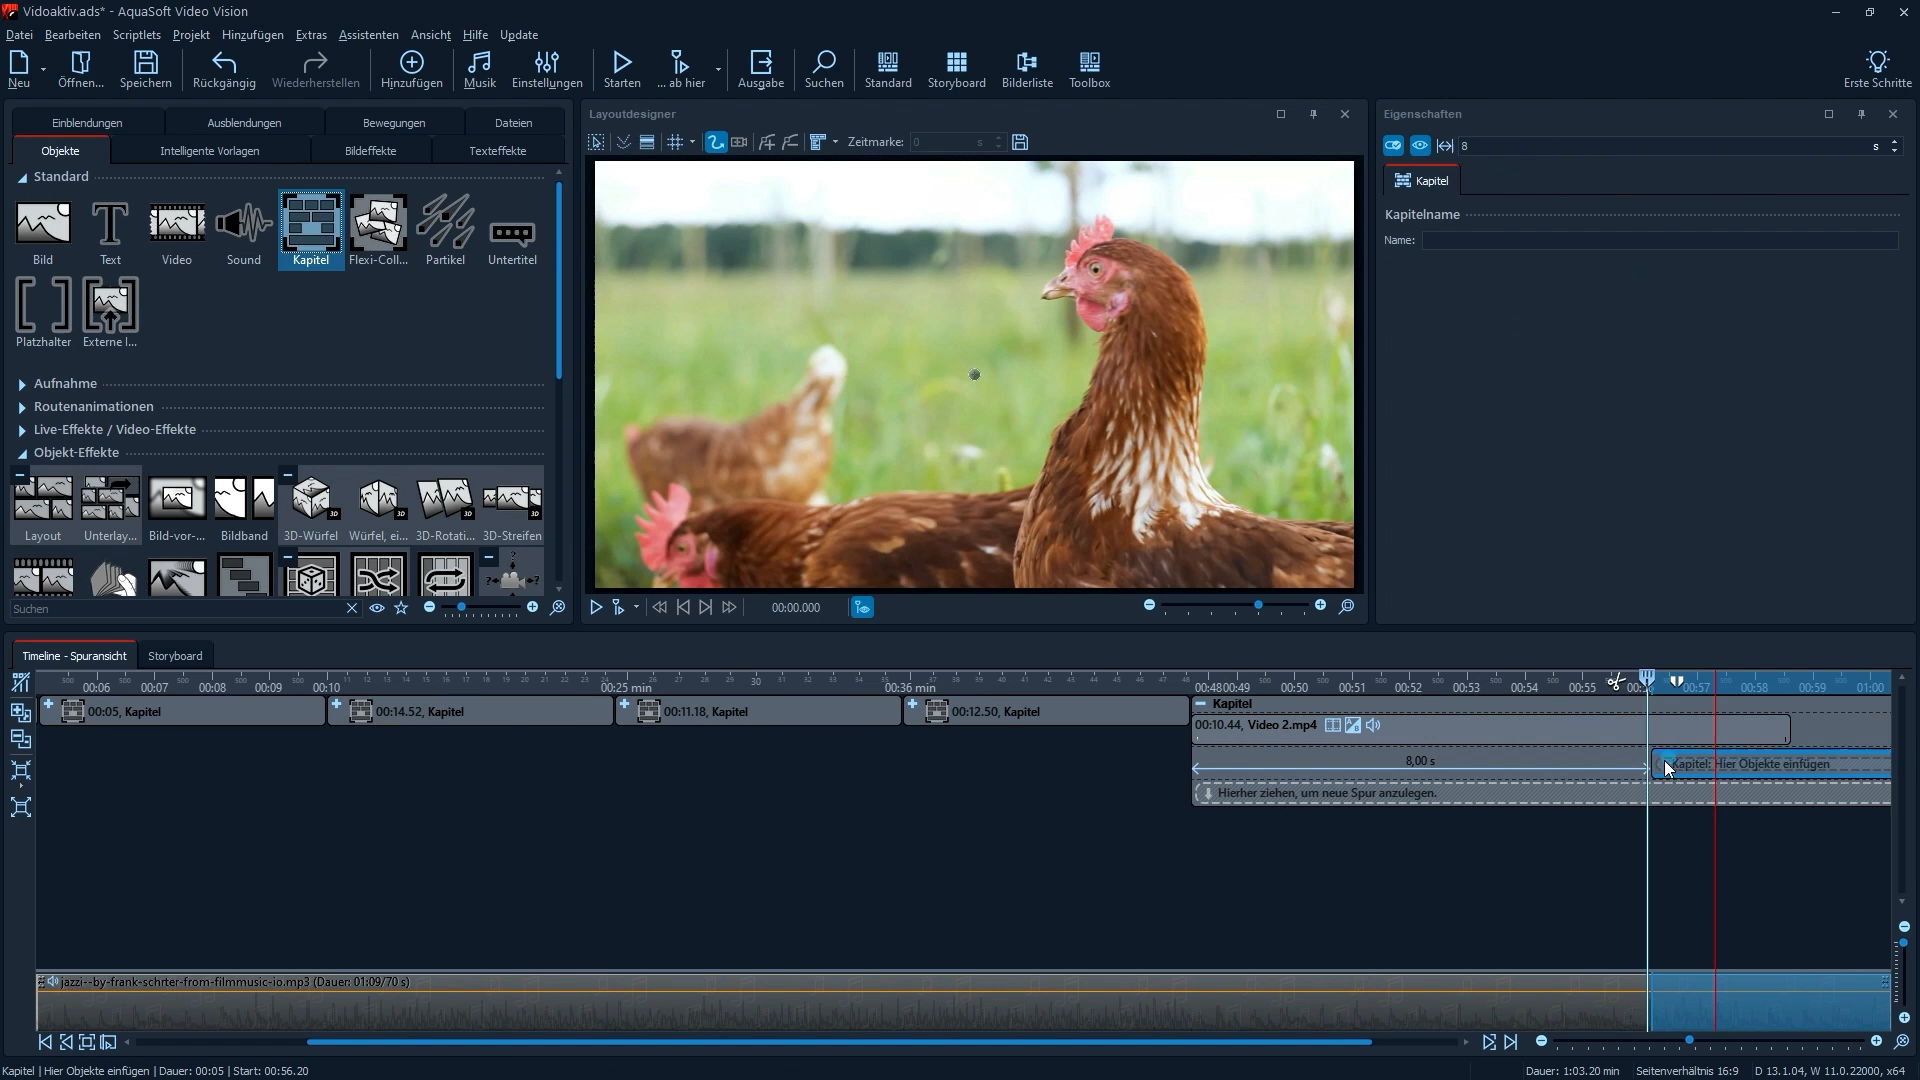 Vidoaktiv.ads* - AquaSoft Video Vision
Datei Bearbeiten Scriptlets Projekt Hinzufügen Extras Assistenten Ansicht Hilfe Update
Neu Öffnen... Speichern Rückgängig Wiederherstellen Hinzufügen Musik Einstellungen Starten ... ab hier Ausgabe Suchen Standard Storyboard Bilderliste Toolbox Erste Schritte
Einblendungen Ausblendungen Bewegungen Dateien
Objekte Intelligente Vorlagen Bildeffekte Texteffekte
Standard
Bild Text Video Sound Kapitel Flexi-Coll... Partikel Untertitel
Platzhalter Externe I...
Aufnahme
Routenanimationen
Live-Effekte / Video-Effekte
Objekt-Effekte
3D 3D 3D 3D
Layout Unterlay... Bild-vor-... Bildband 3D-Würfel Würfel, ei... 3D-Rotati... 3D-Streifen
Suchen
Layoutdesigner
Zeitmarke: 0 s
00:00.000
Eigenschaften
8 s
Kapitel
Kapitelname
Name:
Timeline - Spuransicht Storyboard
00:06 00:07 00:08 00:09 00:10 00:25 min 30 00:36 min 00:48 00:49 00:50 00:51 00:52 00:53 00:54 00:55 00:57 00:58 00:59 01:00
00:05, Kapitel 00:14.52, Kapitel 00:11.18, Kapitel 00:12.50, Kapitel Kapitel
00:10.44, Video 2.mp4
8,00 s Kapitel: Hier Objekte einfügen
Hierher ziehen, um neue Spur anzulegen.
jazzi--by-frank-schrter-from-filmmusic-io.mp3 (Dauer: 01:09/70 s)
Kapitel | Hier Objekte einfügen | Dauer: 00:05 | Start: 00:56.20
Dauer: 1:03.20 min Seitenverhältnis 16:9 D 13.1.04, W 11.0.22000, x64